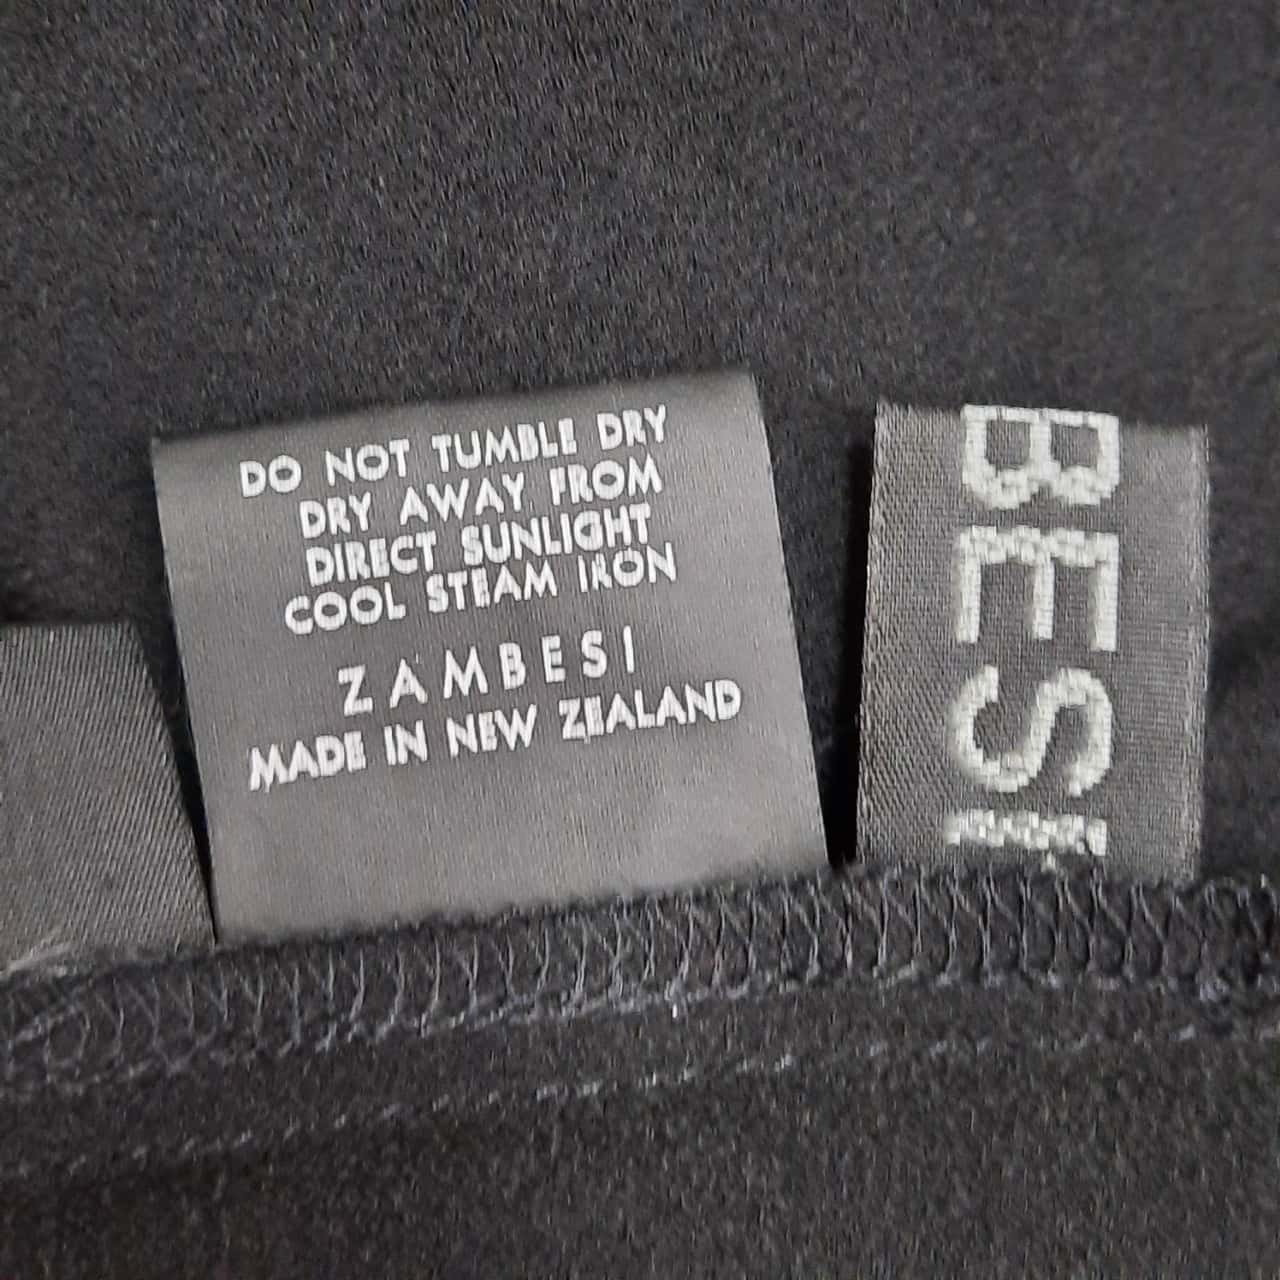 DO NOT TUMBLE DRY
DRY AWAY FROM
DIRECT SUNLIGHT
COOL STEAM IRON
ZAMBESI
MADE IN NEW ZEALAND
BESI